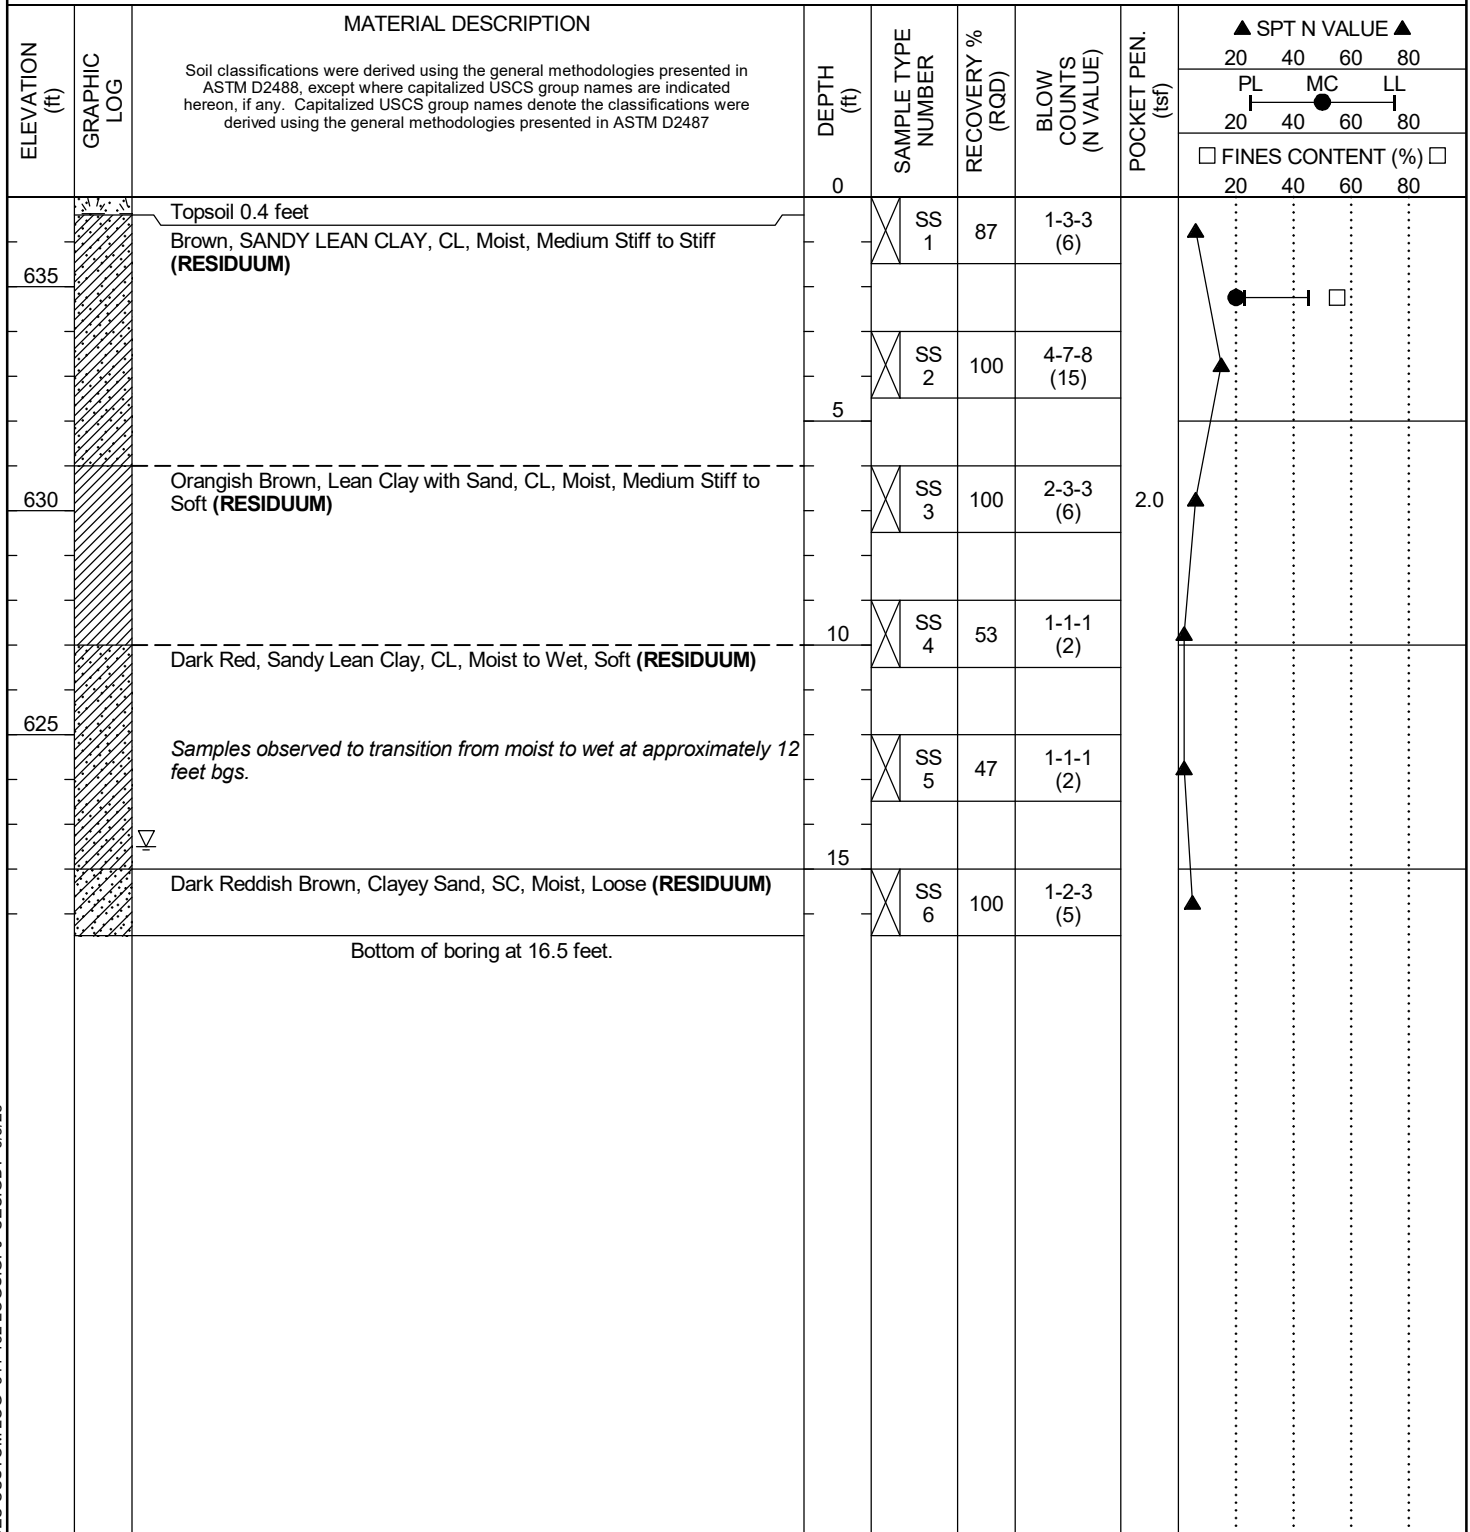 MATERIAL DESCRIPTION
Soil classifications were derived using the general methodologies presented in
ASTM D2488, except where capitalized USCS group names are indicated
hereon, if any. Capitalized USCS group names denote the classifications were
derived using the general methodologies presented in ASTM D2487
ELEVATION
(ft)
GRAPHIC
LOG
DEPTH
(ft)
0
SAMPLE TYPE
NUMBER
RECOVERY %
(RQD)
BLOW
COUNTS
(N VALUE)
POCKET PEN.
(tsf)
▲ SPT N VALUE ▲
20 40 60 80
PL MC LL
20 40 60 80
□ FINES CONTENT (%) □
20 40 60 80
Topsoil 0.4 feet
Brown, SANDY LEAN CLAY, CL, Moist, Medium Stiff to Stiff
(RESIDUUM)
SS
1
87
1-3-3
(6)
635
SS
2
100
4-7-8
(15)
5
Orangish Brown, Lean Clay with Sand, CL, Moist, Medium Stiff to
Soft (RESIDUUM)
630
SS
3
100
2-3-3
(6)
2.0
SS
4
53
1-1-1
(2)
10
Dark Red, Sandy Lean Clay, CL, Moist to Wet, Soft (RESIDUUM)
625
Samples observed to transition from moist to wet at approximately 12
feet bgs.
SS
5
47
1-1-1
(2)
15
Dark Reddish Brown, Clayey Sand, SC, Moist, Loose (RESIDUUM)
SS
6
100
1-2-3
(5)
Bottom of boring at 16.5 feet.